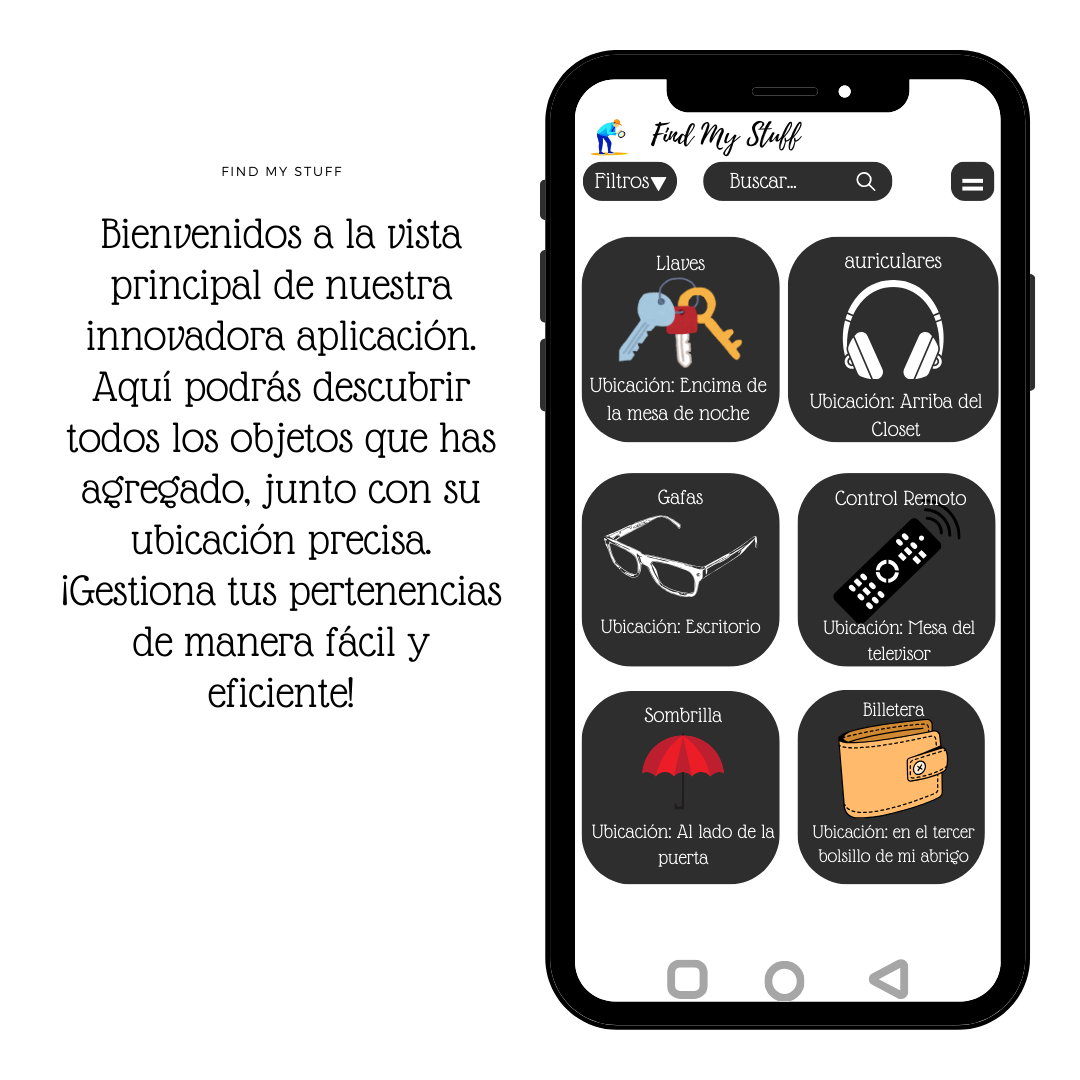 FIND MY STUFF
Bienvenidos a la vista
principal de nuestra
innovadora aplicación.
Aquí podrás descubrir
todos los objetos que has
agregado, junto con su
ubicación precisa.
¡Gestiona tus pertenencias
de manera fácil y
eficiente!
Find My Stuff
Filtros
Buscar...
Llaves
Ubicación: Encima de
la mesa de noche
auriculares
Ubicación: Arriba del
Closet
Gafas
Ubicación: Escritorio
Control Remoto
Ubicación: Mesa del
televisor
Sombrilla
Ubicación: Al lado de la
puerta
Billetera
Ubicación: en el tercer
bolsillo de mi abrigo